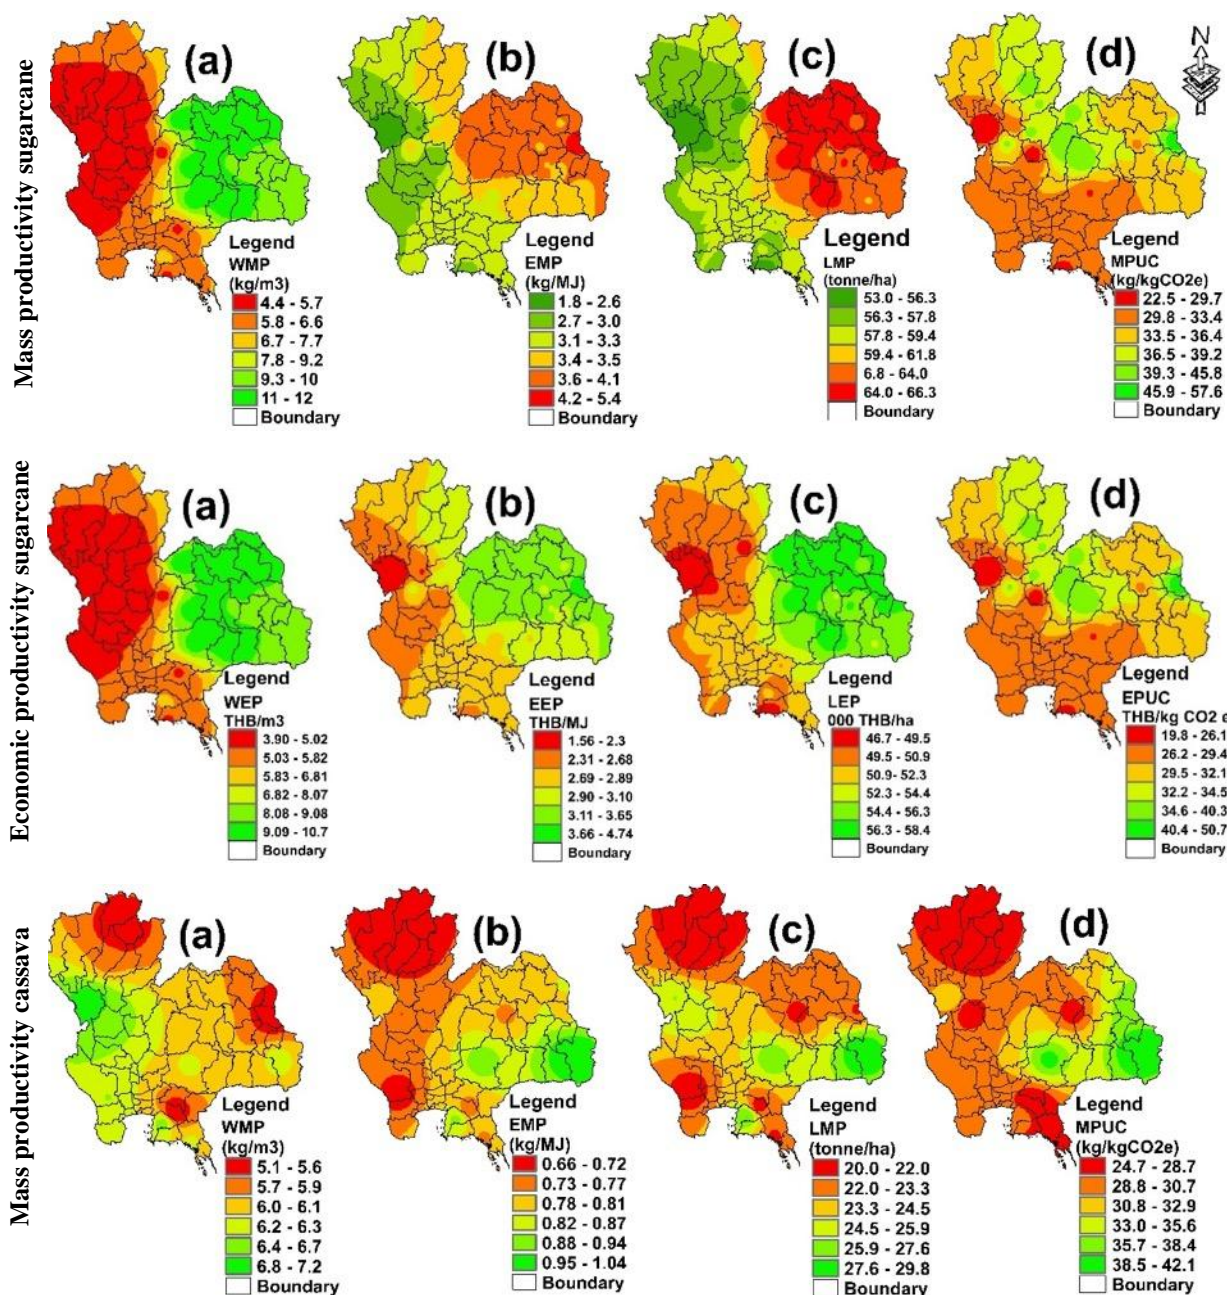 Mass productivity sugarcane
(a)
Legend
WMP
(kg/m3)
4.4 - 5.7
5.8 - 6.6
6.7 - 7.7
7.8 - 9.2
9.3 - 10
11 - 12
Boundary
(b)
Legend
EMP
(kg/MJ)
1.8 - 2.6
2.7 - 3.0
3.1 - 3.3
3.4 - 3.5
3.6 - 4.1
4.2 - 5.4
Boundary
(c)
Legend
LMP
(tonne/ha)
53.0 - 56.3
56.3 - 57.8
57.8 - 59.4
59.4 - 61.8
6.8 - 64.0
64.0 - 66.3
Boundary
(d)
N
Legend
MPUC
(kg/kgCO2e)
22.5 - 29.7
29.8 - 33.4
33.5 - 36.4
36.5 - 39.2
39.3 - 45.8
45.9 - 57.6
Boundary
Economic productivity sugarcane
(a)
Legend
WEP
THB/m3
3.90 - 5.02
5.03 - 5.82
5.83 - 6.81
6.82 - 8.07
8.08 - 9.08
9.09 - 10.7
Boundary
(b)
Legend
EEP
THB/MJ
1.56 - 2.3
2.31 - 2.68
2.69 - 2.89
2.90 - 3.10
3.11 - 3.65
3.66 - 4.74
Boundary
(c)
Legend
LEP
000 THB/ha
46.7 - 49.5
49.5 - 50.9
50.9 - 52.3
52.3 - 54.4
54.4 - 56.3
56.3 - 58.4
Boundary
(d)
Legend
EPUC
THB/kg CO2 e
19.8 - 26.1
26.2 - 29.4
29.5 - 32.1
32.2 - 34.5
34.6 - 40.3
40.4 - 50.7
Boundary
Mass productivity cassava
(a)
Legend
WMP
(kg/m3)
5.1 - 5.6
5.7 - 5.9
6.0 - 6.1
6.2 - 6.3
6.4 - 6.7
6.8 - 7.2
Boundary
(b)
Legend
EMP
(kg/MJ)
0.66 - 0.72
0.73 - 0.77
0.78 - 0.81
0.82 - 0.87
0.88 - 0.94
0.95 - 1.04
Boundary
(c)
Legend
LMP
(tonne/ha)
20.0 - 22.0
22.0 - 23.3
23.3 - 24.5
24.5 - 25.9
25.9 - 27.6
27.6 - 29.8
Boundary
(d)
Legend
MPUC
(kg/kgCO2e)
24.7 - 28.7
28.8 - 30.7
30.8 - 32.9
33.0 - 35.6
35.7 - 38.4
38.5 - 42.1
Boundary